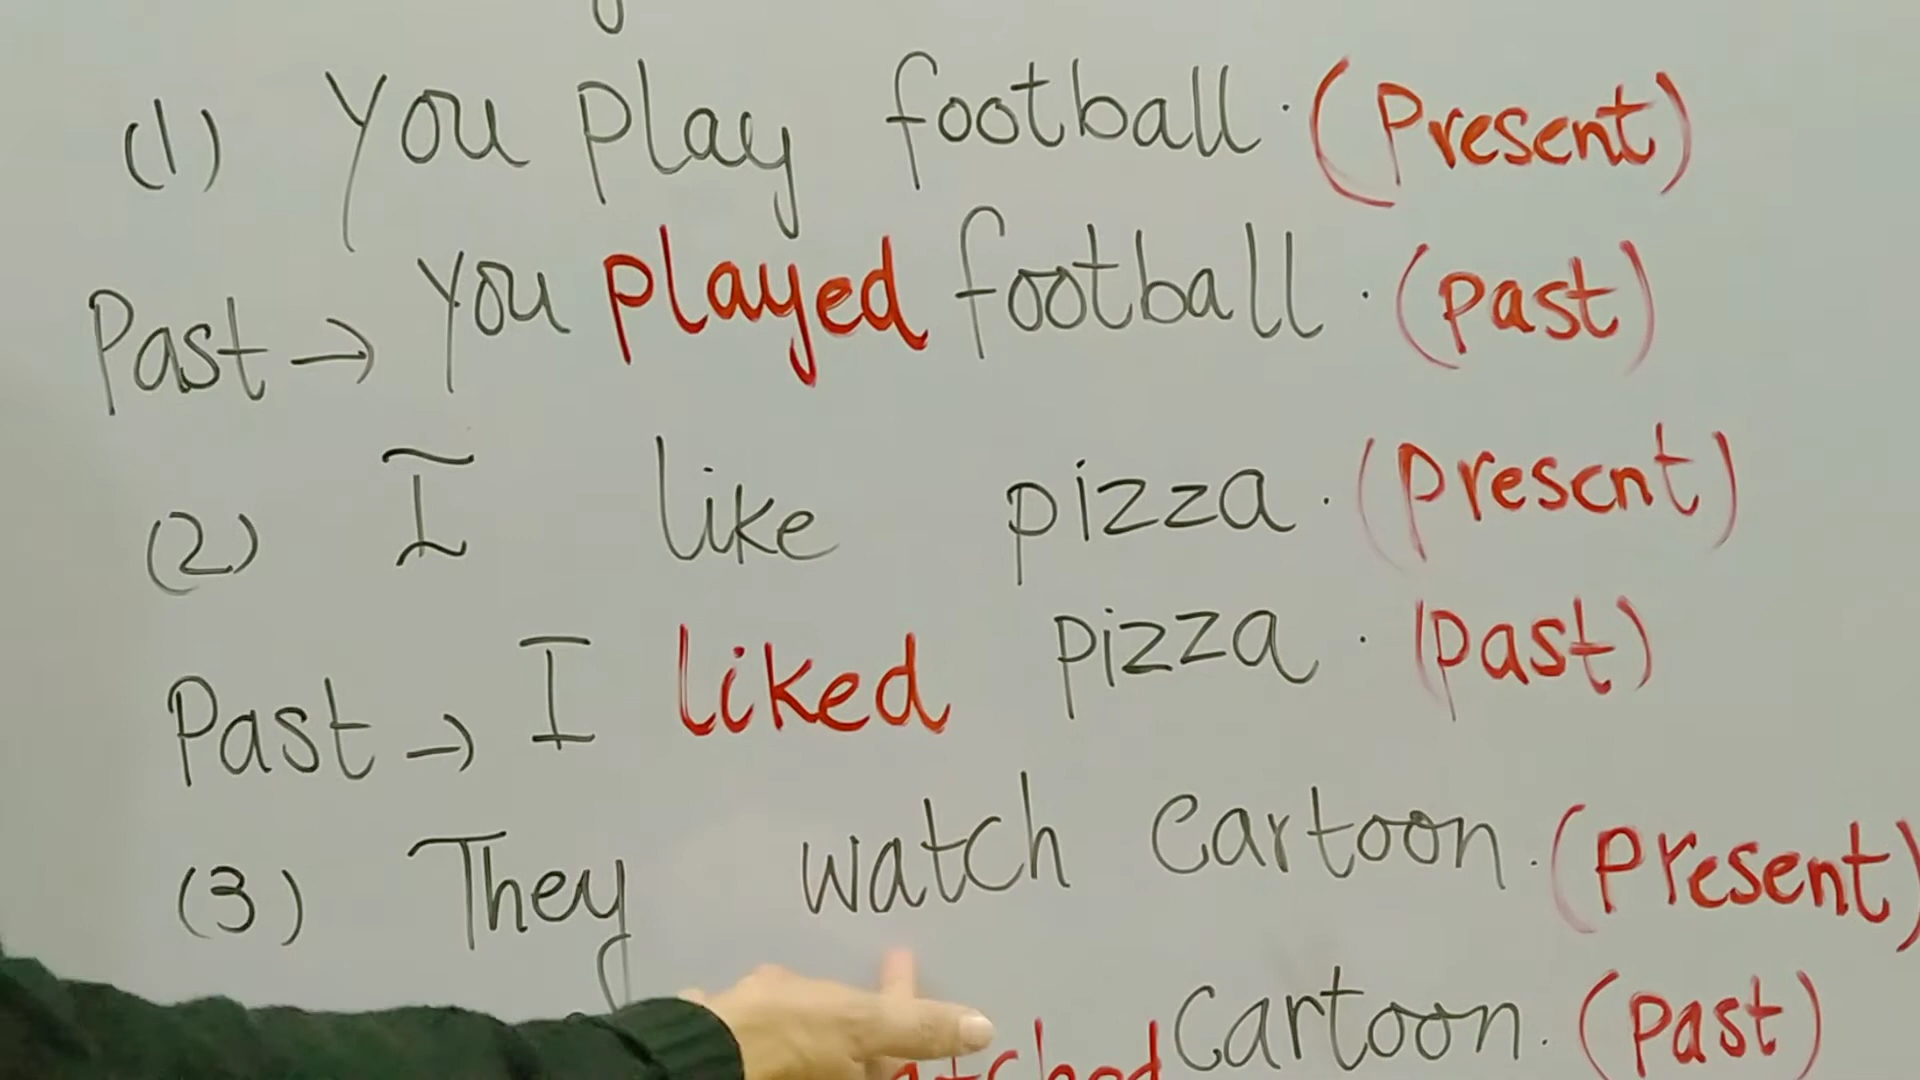 (1) You play football. (Present)
Past → You played football. (past)
(2) I like pizza. (present)
Past → I liked pizza. (past)
(3) They watch cartoon. (Present)
cartoon. (past)